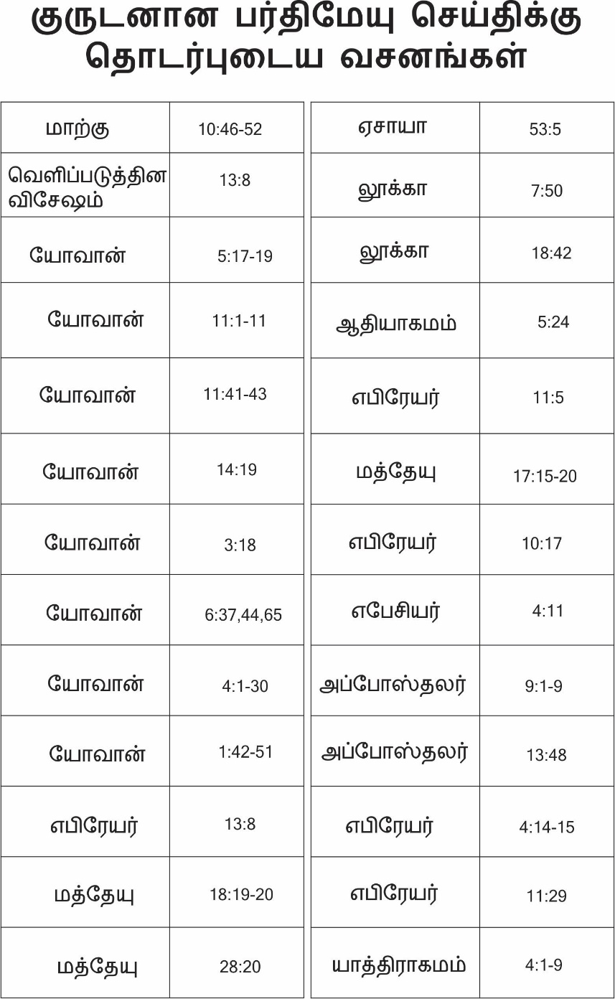 குருடனான பர்திமேயு செய்திக்கு
தொடர்புடைய வசனங்கள்
மாற்கு 10:46-52
வெளிப்படுத்தின
விசேஷம் 13:8
யோவான் 5:17-19
யோவான் 11:1-11
யோவான் 11:41-43
யோவான் 14:19
யோவான் 3:18
யோவான் 6:37,44,65
யோவான் 4:1-30
யோவான் 1:42-51
எபிரேயர் 13:8
மத்தேயு 18:19-20
மத்தேயு 28:20
ஏசாயா 53:5
லூக்கா 7:50
லூக்கா 18:42
ஆதியாகமம் 5:24
எபிரேயர் 11:5
மத்தேயு 17:15-20
எபிரேயர் 10:17
எபேசியர் 4:11
அப்போஸ்தலர் 9:1-9
அப்போஸ்தலர் 13:48
எபிரேயர் 4:14-15
எபிரேயர் 11:29
யாத்திராகமம் 4:1-9